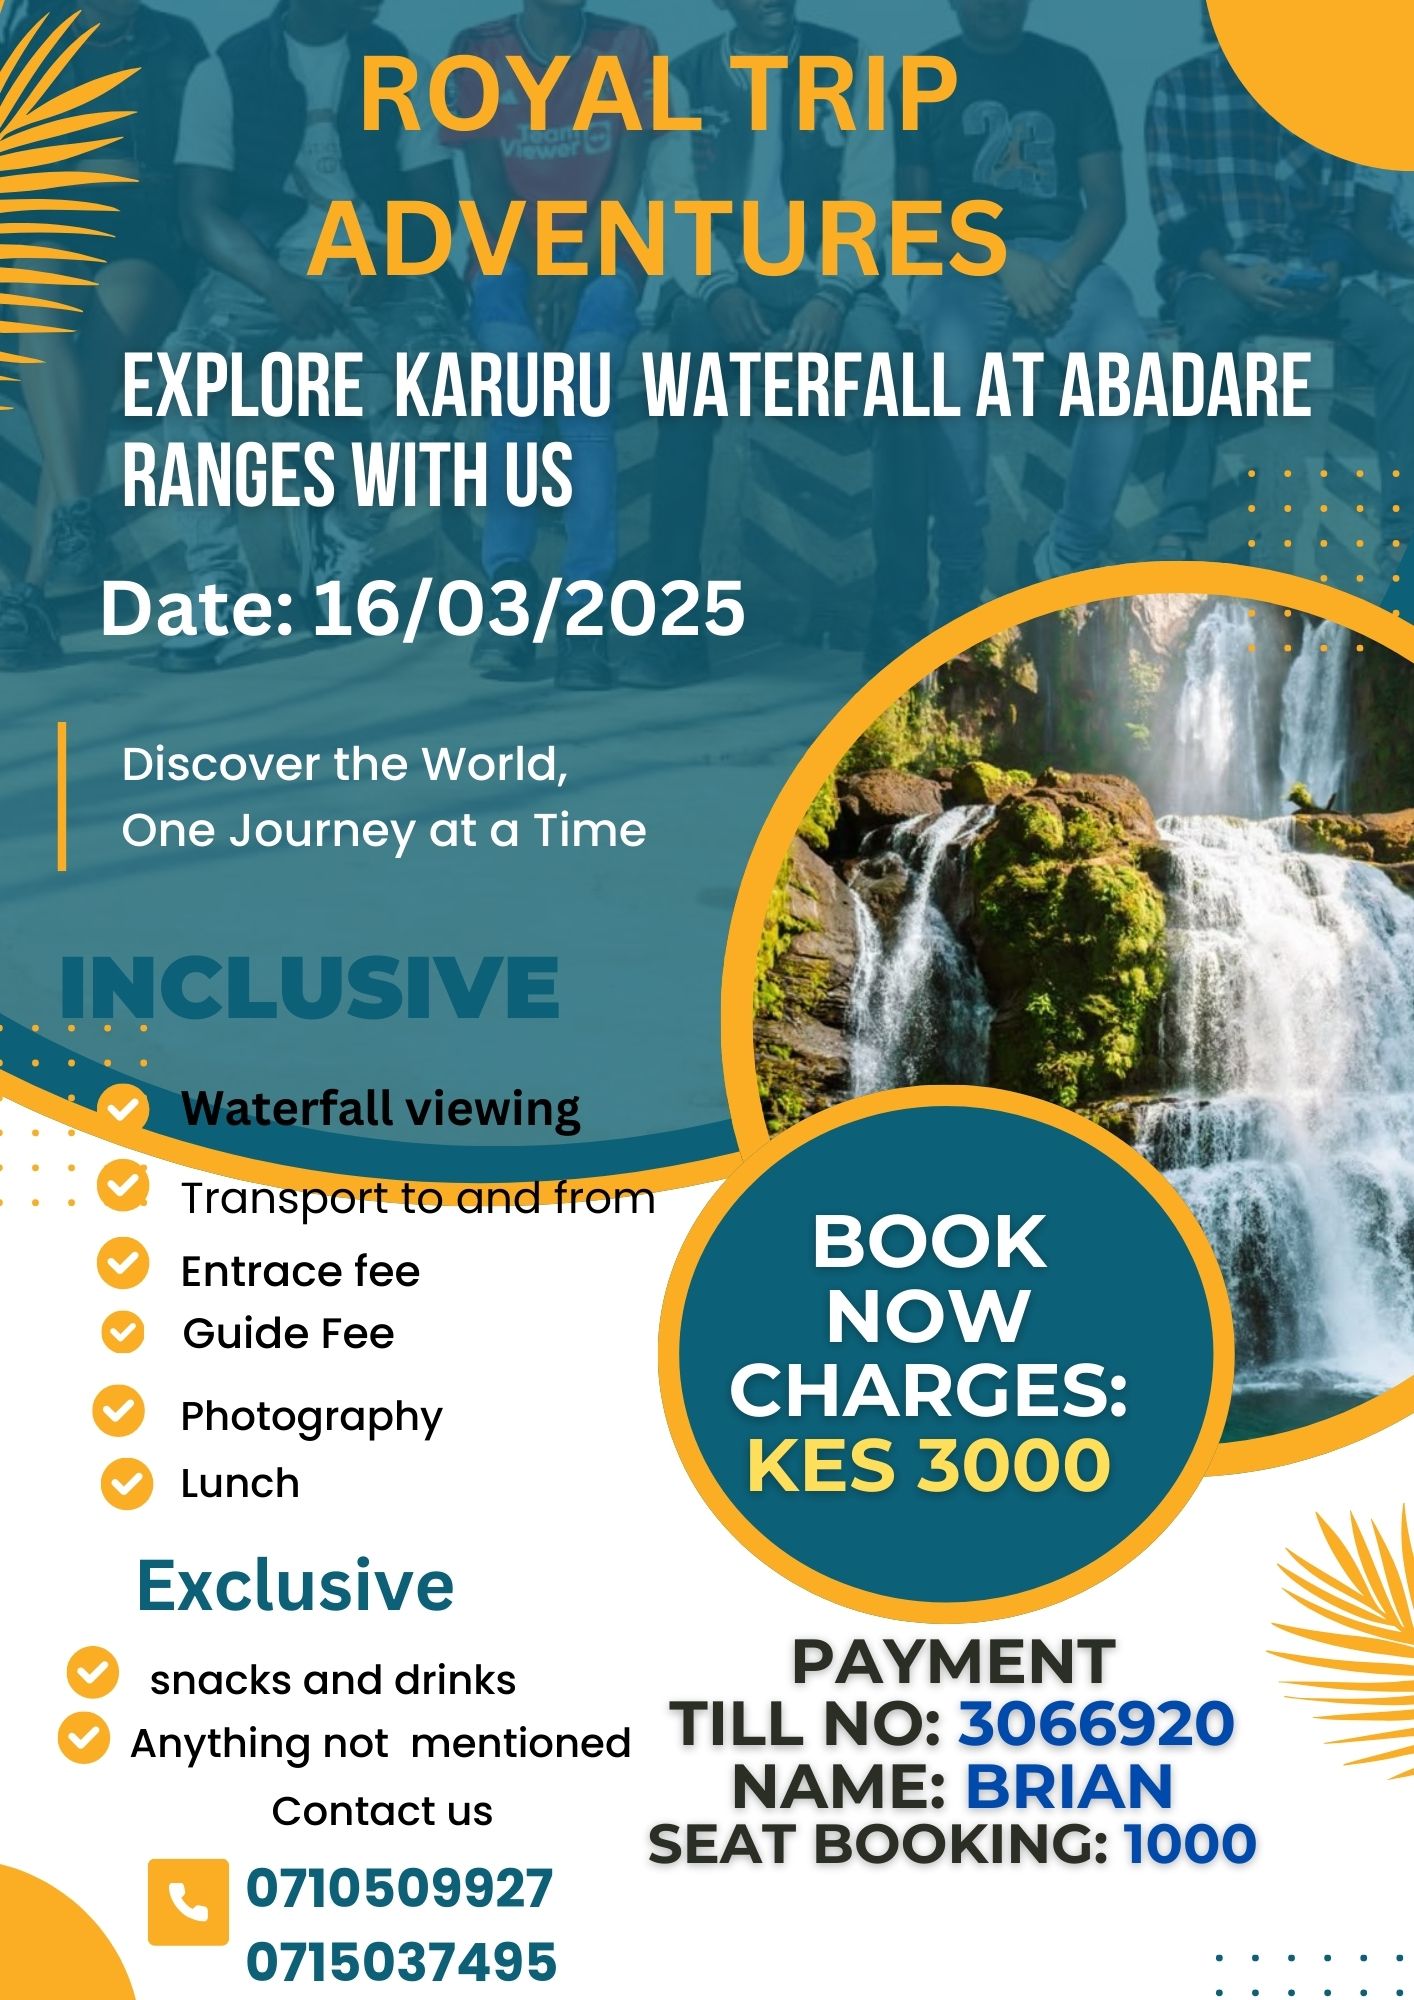 ROYAL TRIP
ADVENTURES
Team
Viewer
23
EXPLORE KARURU WATERFALL AT ABADARE
RANGES WITH US
Date: 16/03/2025
Discover the World,
One Journey at a Time
INCLUSIVE
Waterfall viewing
Transport to and from
Entrace fee
Guide Fee
Photography
Lunch
BOOK
NOW
CHARGES:
KES 3000
Exclusive
snacks and drinks
Anything not mentioned
Contact us
0710509927
0715037495
PAYMENT
TILL NO: 3066920
NAME: BRIAN
SEAT BOOKING: 1000